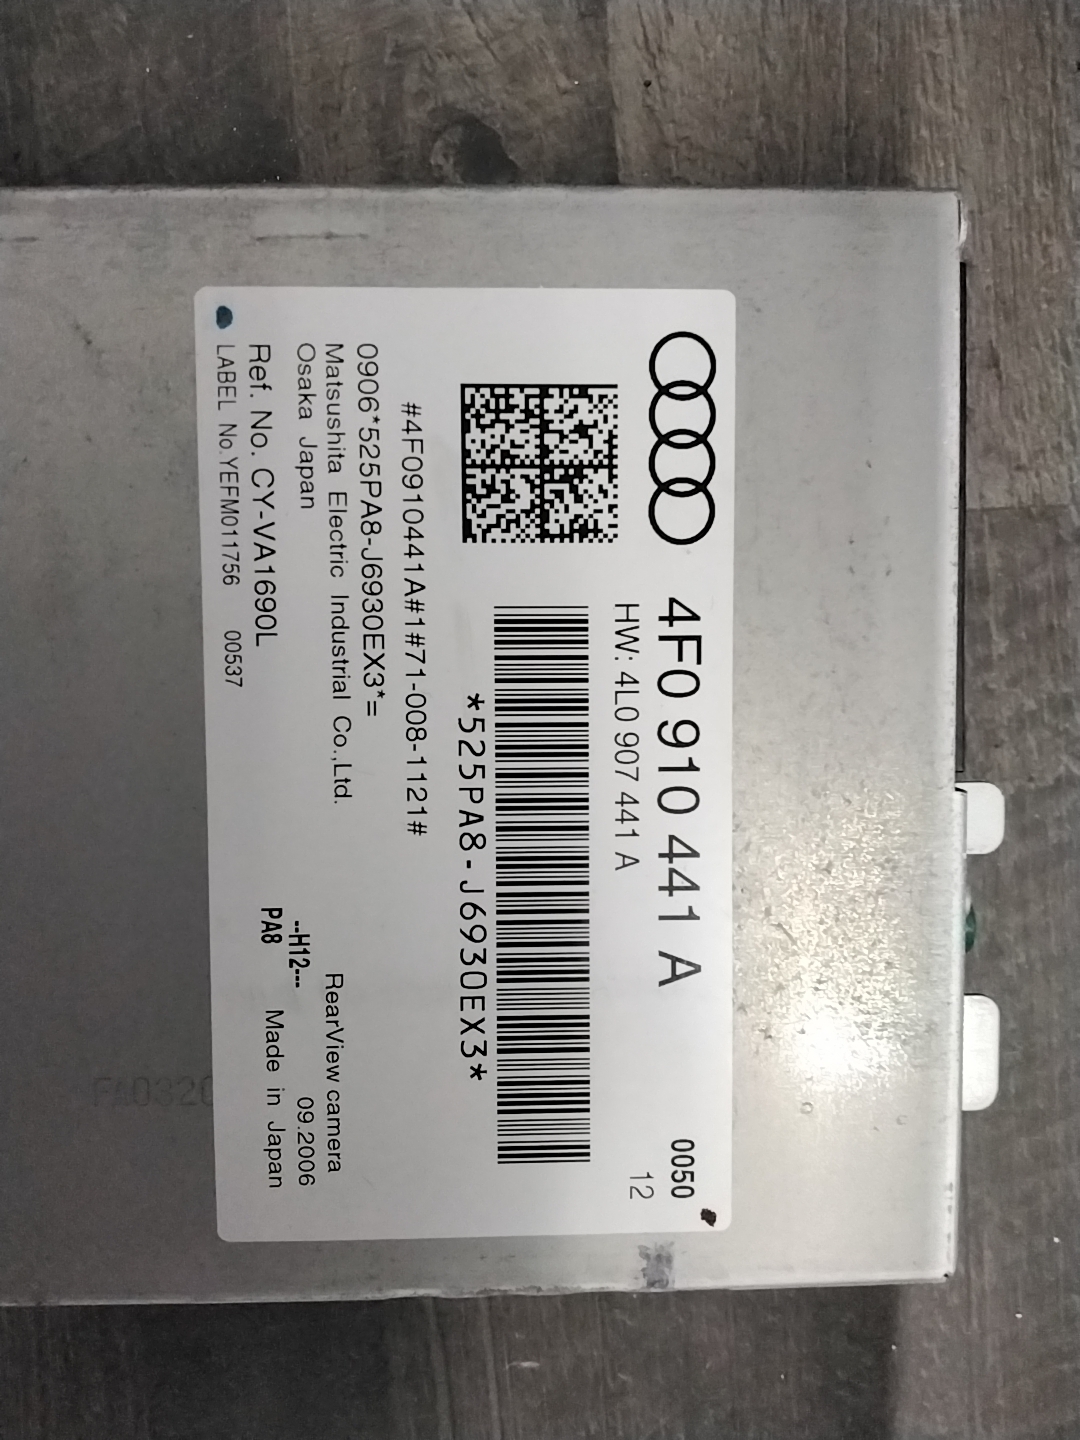 4F0 910 441 A
0050
HW: 4L0 907 441 A
12
*525PA8-J6930EX3*
#4F0910441A#1#71-008-1121#
0906*525PA8-J6930EX3*=
Matsushita Electric Industrial Co.,Ltd.
RearView camera
Osaka Japan
--H12---
09.2006
Ref. No. CY-VA1690L
PA8
Made in Japan
LABEL No.YEFM011756 00537